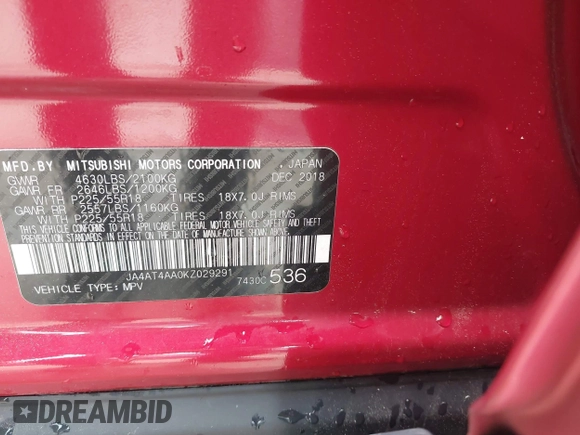 MFD.BY MITSUBISHI MOTORS CORPORATION , JAPAN
GVWR 4630LBS/2100KG DEC 2018
GAWR FR 2646LBS/1200KG
WITH P225/55R18 TIRES 18X7.0J RIMS
GAWR RR 2557LBS/1160KG
WITH P225/55R18 TIRES 18X7.0J RIMS
THIS VEHICLE CONFORMS TO ALL APPLICABLE FEDERAL MOTOR VEHICLE SAFETY AND THEFT
PREVENTION STANDARDS IN EFFECT ON THE DATE OF MANUFACTURE SHOWN ABOVE.
JA4AT4AA0KZ029291
VEHICLE TYPE: MPV 7430C 536
DREAMBID